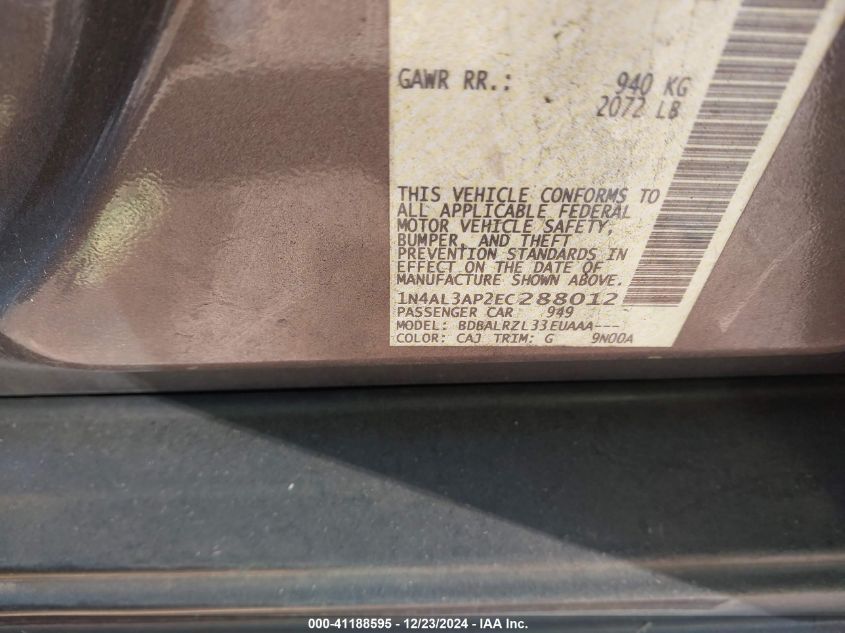 GAWR RR.: 940 KG
2072 LB
THIS VEHICLE CONFORMS TO
ALL APPLICABLE FEDERAL
MOTOR VEHICLE SAFETY,
BUMPER, AND THEFT
PREVENTION STANDARDS IN
EFFECT ON THE DATE OF
MANUFACTURE SHOWN ABOVE.
1N4AL3AP2EC288012
PASSENGER CAR 949
MODEL: BDBALRZL33EUAAA---
COLOR: CAJ TRIM: G 9N00A
000-41188595 - 12/23/2024 - IAA Inc.